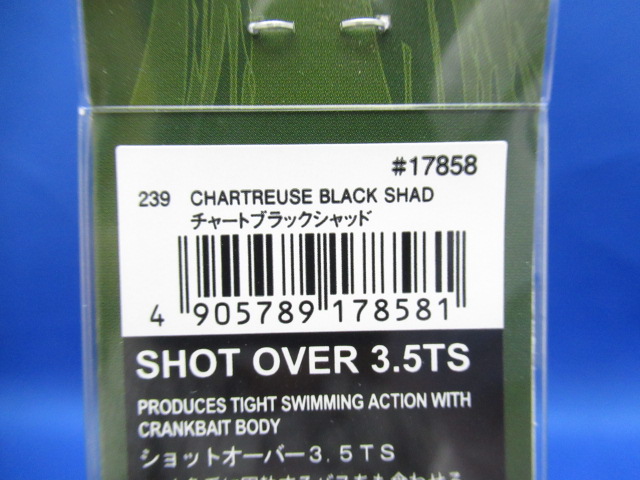 #17858
239 CHARTREUSE BLACK SHAD
チャートブラックシャッド
4 905789 178581
SHOT OVER 3.5TS
PRODUCES TIGHT SWIMMING ACTION WITH
CRANKBAIT BODY
ショットオーバー3.5TS